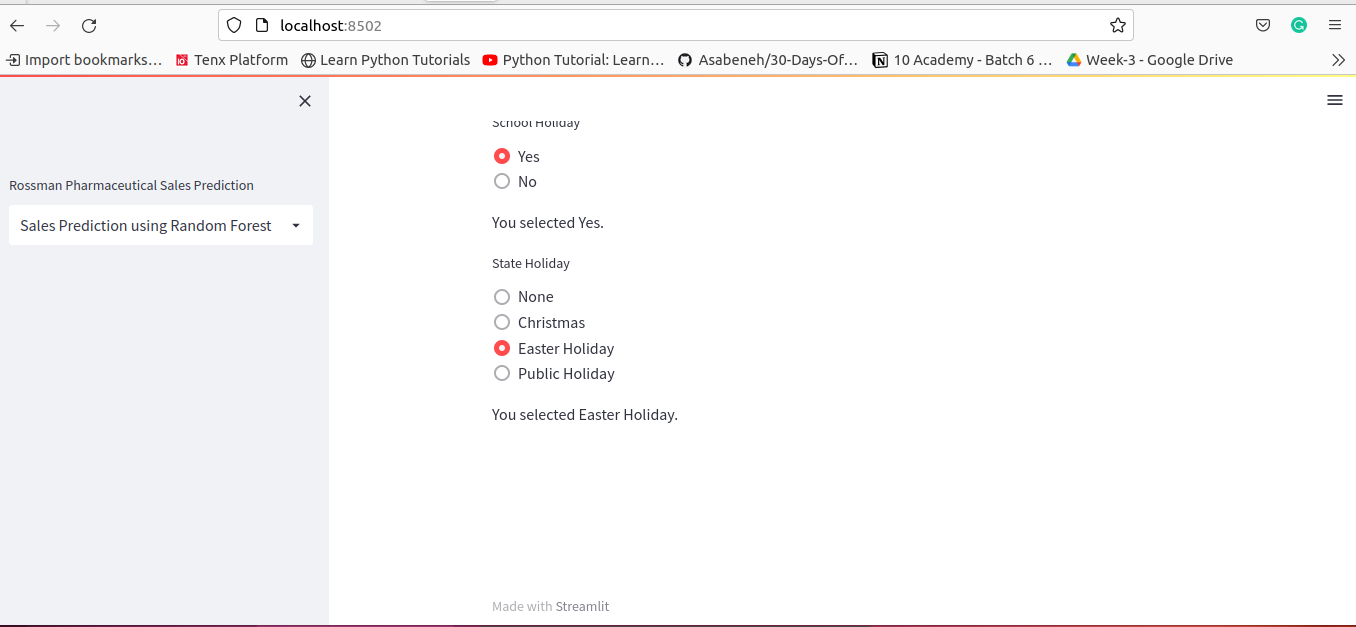 localhost:8502
Import bookmarks... Tenx Platform Learn Python Tutorials Python Tutorial: Learn... Asabeneh/30-Days-Of... 10 Academy - Batch 6 ... Week-3 - Google Drive
Rossman Pharmaceutical Sales Prediction
Sales Prediction using Random Forest
School Holiday
Yes
No
You selected Yes.
State Holiday
None
Christmas
Easter Holiday
Public Holiday
You selected Easter Holiday.
Made with Streamlit